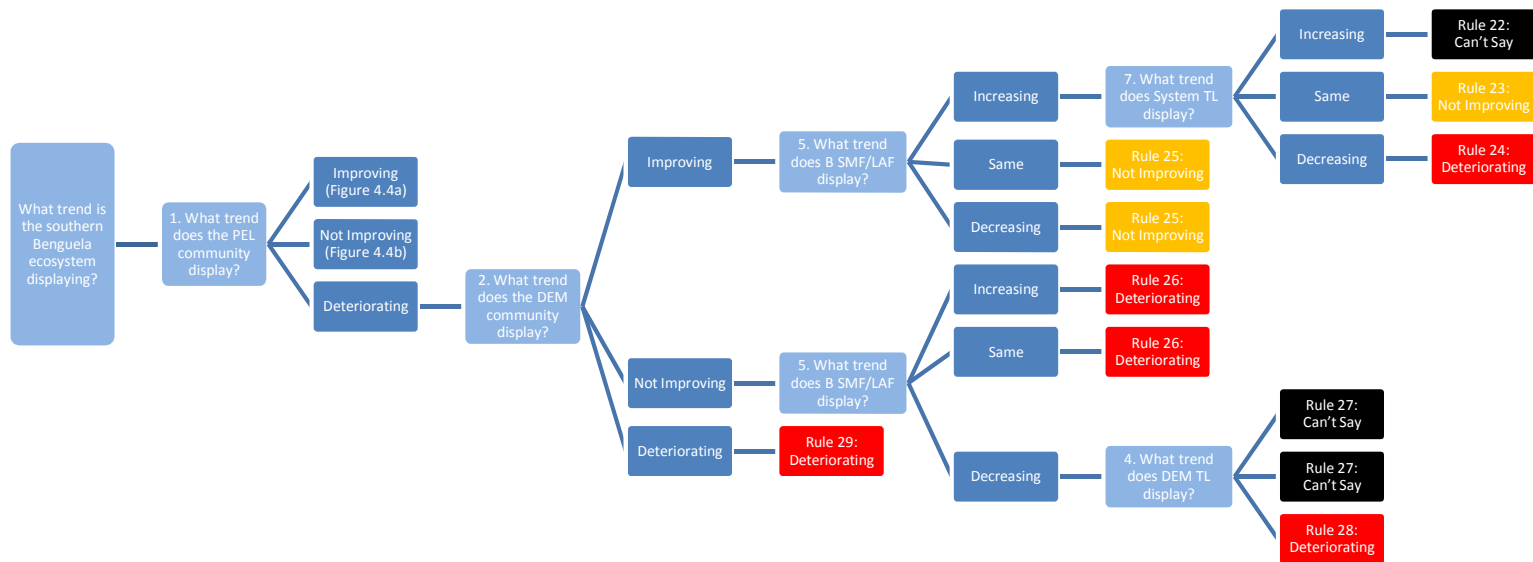 What trend is
the southern
Benguela
ecosystem
displaying?
1. What trend
does the PEL
community
display?
Improving
(Figure 4.4a)
Not Improving
(Figure 4.4b)
Deteriorating
2. What trend
does the DEM
community
display?
Improving
5. What trend
does B SMF/LAF
display?
Increasing
7. What trend
does System TL
display?
Increasing
Rule 22:
Can't Say
Same
Rule 23:
Not Improving
Decreasing
Rule 24:
Deteriorating
Same
Rule 25:
Not Improving
Decreasing
Rule 25:
Not Improving
Not Improving
5. What trend
does B SMF/LAF
display?
Increasing
Rule 26:
Deteriorating
Same
Rule 26:
Deteriorating
Decreasing
4. What trend
does DEM TL
display?
Rule 27:
Can't Say
Rule 27:
Can't Say
Rule 28:
Deteriorating
Deteriorating
Rule 29:
Deteriorating